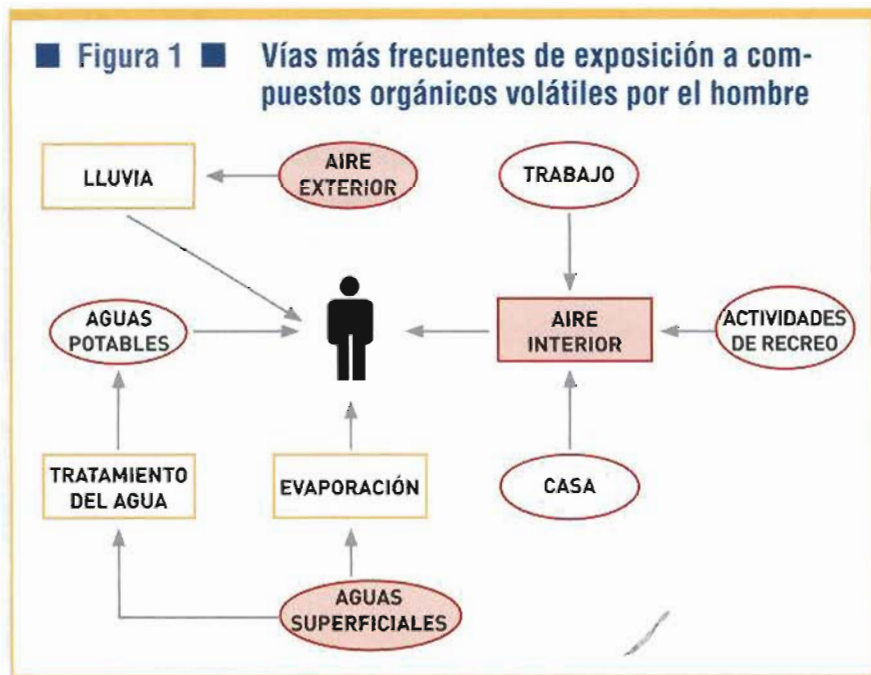 ■ Figura 1 ■ Vías más frecuentes de exposición a com-
puestos orgánicos volátiles por el hombre
LLUVIA
AIRE
EXTERIOR
TRABAJO
AGUAS
POTABLES
AIRE
INTERIOR
ACTIVIDADES
DE RECREO
TRATAMIENTO
DEL AGUA
EVAPORACIÓN
CASA
AGUAS
SUPERFICIALES